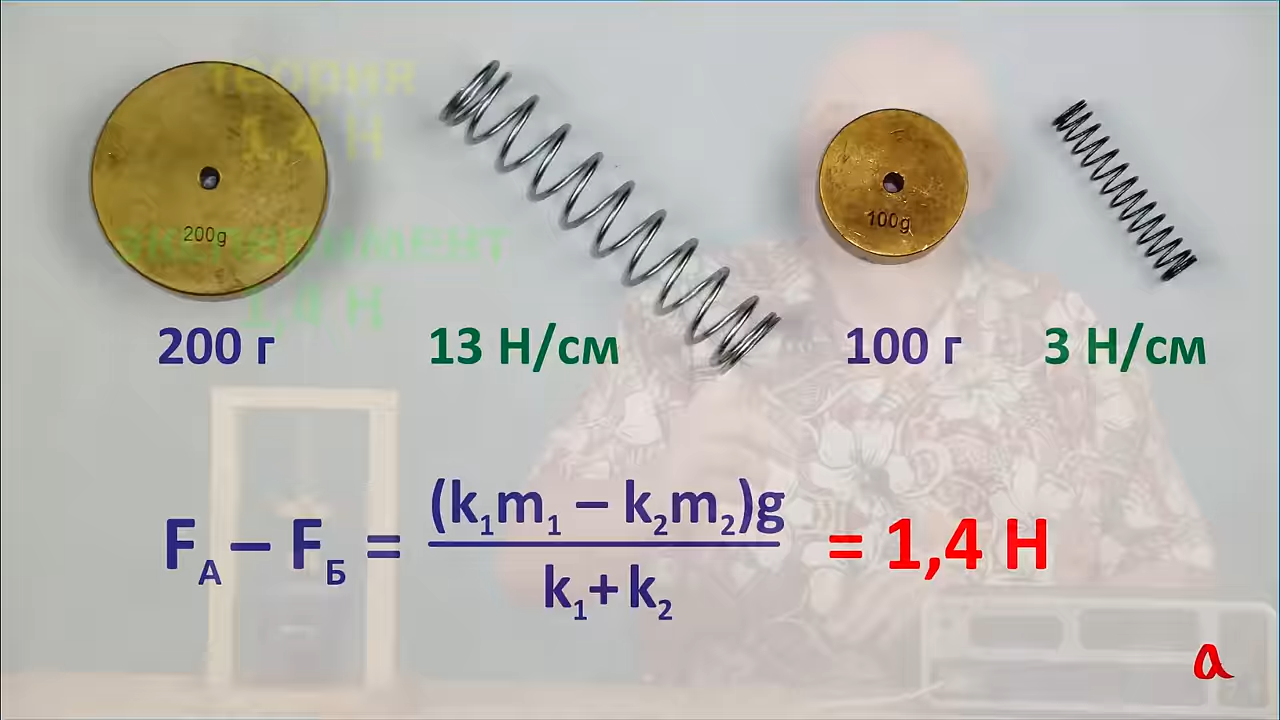 теория
1,4 Н
эксперимент
1,4 Н
200g
100g
200 г 13 Н/см 100 г 3 Н/см
F_А – F_Б = (k₁m₁ – k₂m₂)g / k₁ + k₂ = 1,4 Н
a